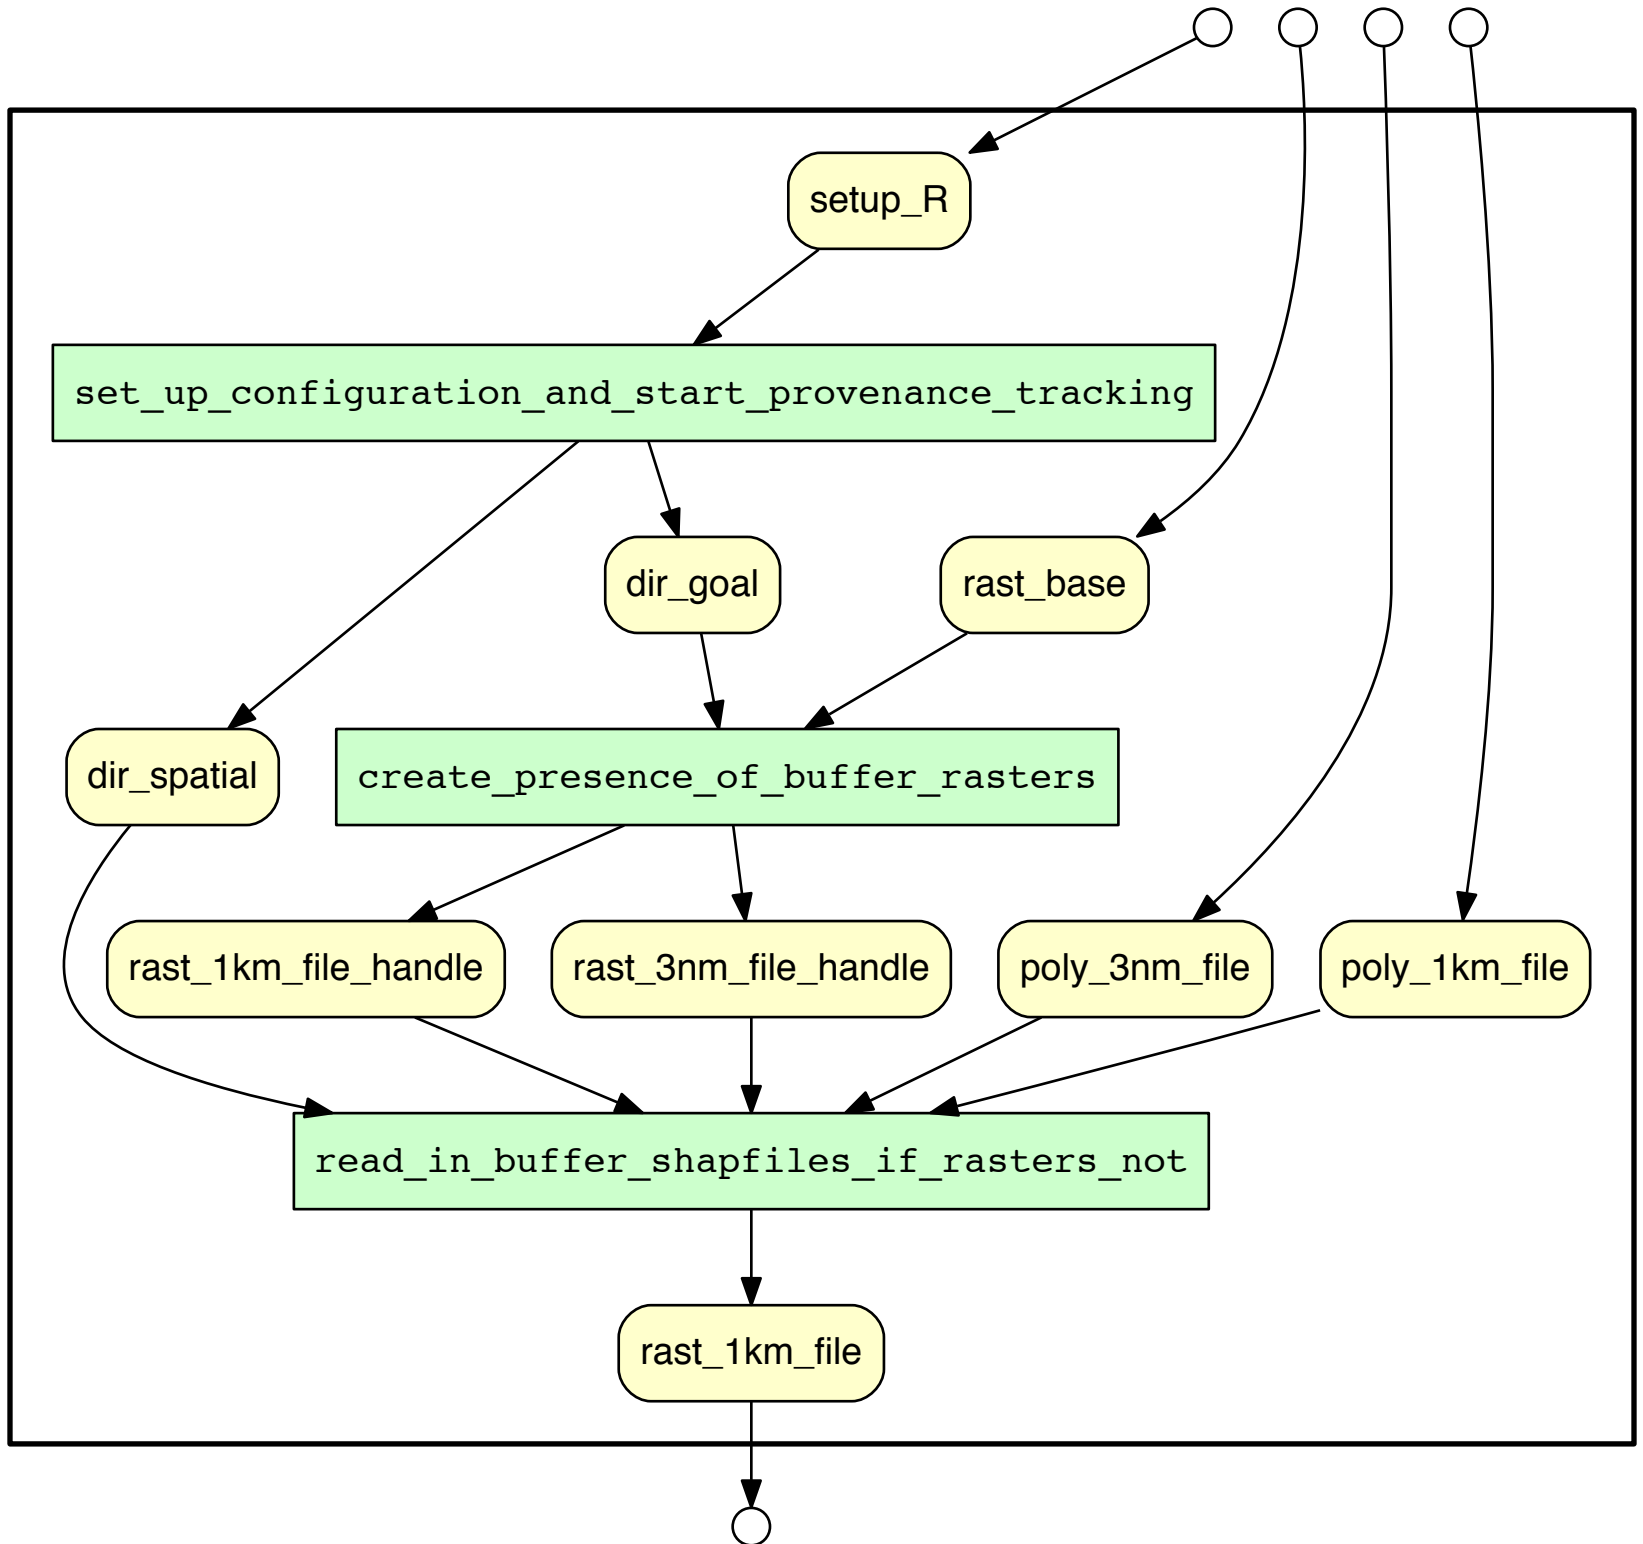 setup_R
set_up_configuration_and_start_provenance_tracking
dir_goal
rast_base
dir_spatial
create_presence_of_buffer_rasters
rast_1km_file_handle
rast_3nm_file_handle
poly_3nm_file
poly_1km_file
read_in_buffer_shapfiles_if_rasters_not
rast_1km_file